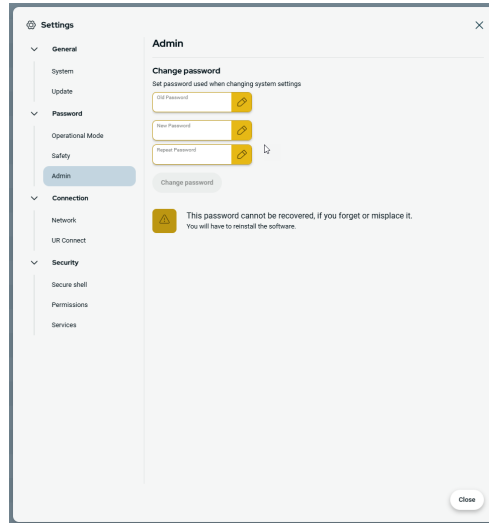 Settings
General
System
Update
Password
Operational Mode
Safety
Admin
Connection
Network
UR Connect
Security
Secure shell
Permissions
Services
Admin
Change password
Set password used when changing system settings
Old Password
New Password
Repeat Password
Change password
This password cannot be recovered, if you forget or misplace it.
You will have to reinstall the software.
Close